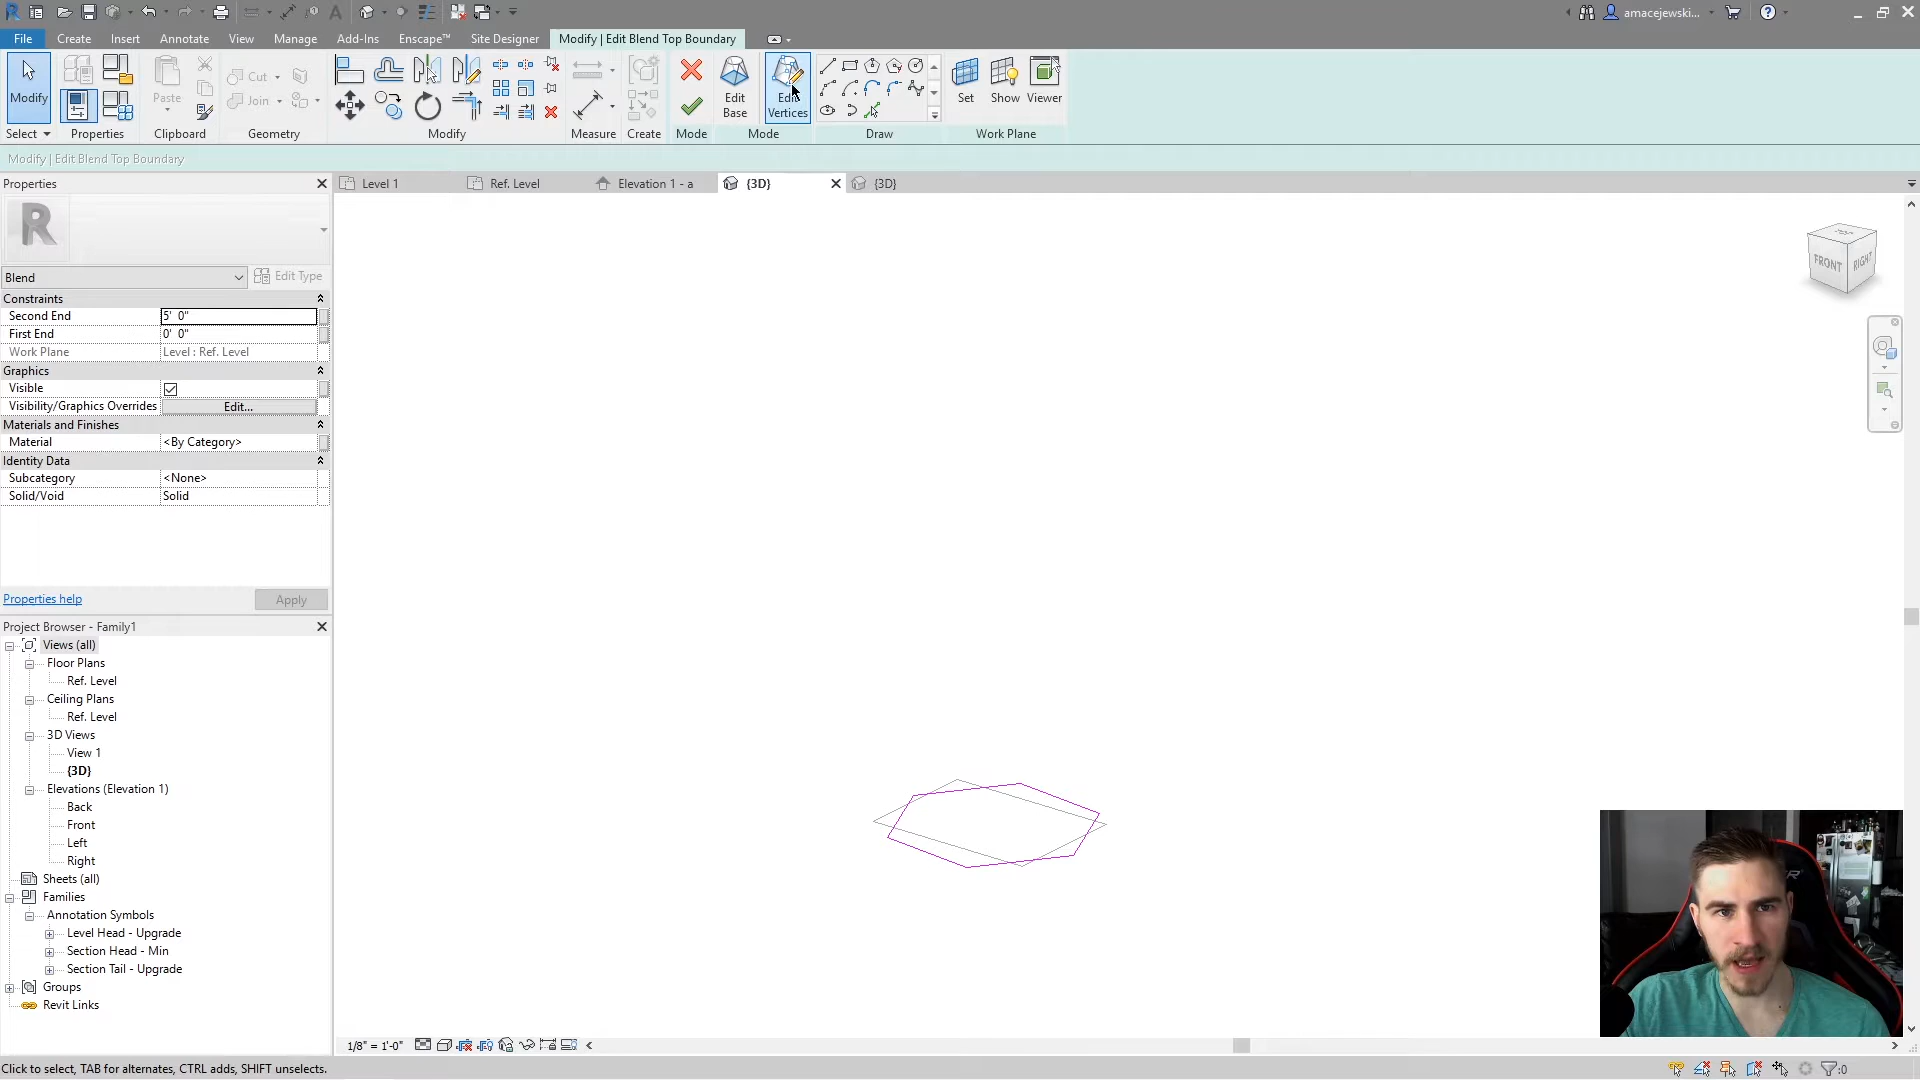 amacejewski...
File Create Insert Annotate View Manage Add-Ins Enscape™ Site Designer Modify | Edit Blend Top Boundary
Modify
Paste
Cut
Join
Edit Base
Edit Vertices
Set Show Viewer
Select Properties Clipboard Geometry Modify Measure Create Mode Mode Draw Work Plane
Modify | Edit Blend Top Boundary
Properties
Level 1 Ref. Level Elevation 1 - a {3D} {3D}
R
Blend Edit Type
Constraints
Second End 5' 0"
First End 0' 0"
Work Plane Level : Ref. Level
Graphics
Visible
Visibility/Graphics Overrides Edit...
Materials and Finishes
Material <By Category>
Identity Data
Subcategory <None>
Solid/Void Solid
Properties help Apply
Project Browser - Family1
Views (all)
Floor Plans
Ref. Level
Ceiling Plans
Ref. Level
3D Views
View 1
{3D}
Elevations (Elevation 1)
Back
Front
Left
Right
Sheets (all)
Families
Annotation Symbols
Level Head - Upgrade
Section Head - Min
Section Tail - Upgrade
Groups
Revit Links
TOP
FRONT RIGHT
1/8" = 1'-0"
Click to select, TAB for alternates, CTRL adds, SHIFT unselects.
:0